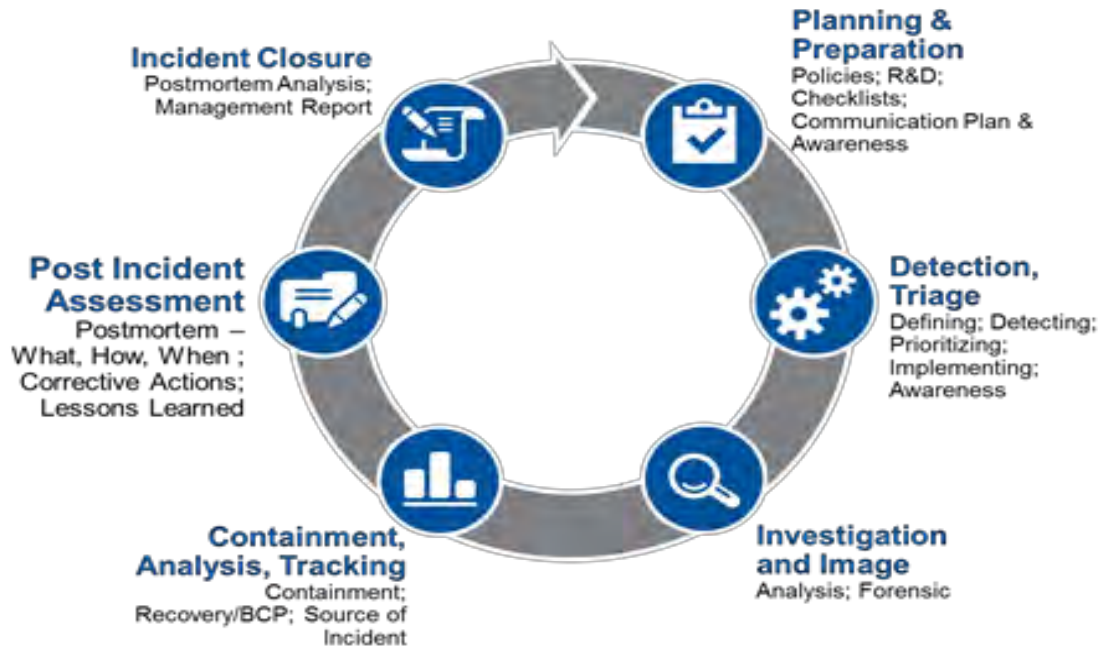 Incident Closure
Postmortem Analysis;
Management Report
Planning &
Preparation
Policies; R&D;
Checklists;
Communication Plan &
Awareness
Detection,
Triage
Defining; Detecting;
Prioritizing;
Implementing;
Awareness
Investigation
and Image
Analysis; Forensic
Containment,
Analysis, Tracking
Containment;
Recovery/BCP; Source of
Incident
Post Incident
Assessment
Postmortem –
What, How, When ;
Corrective Actions;
Lessons Learned